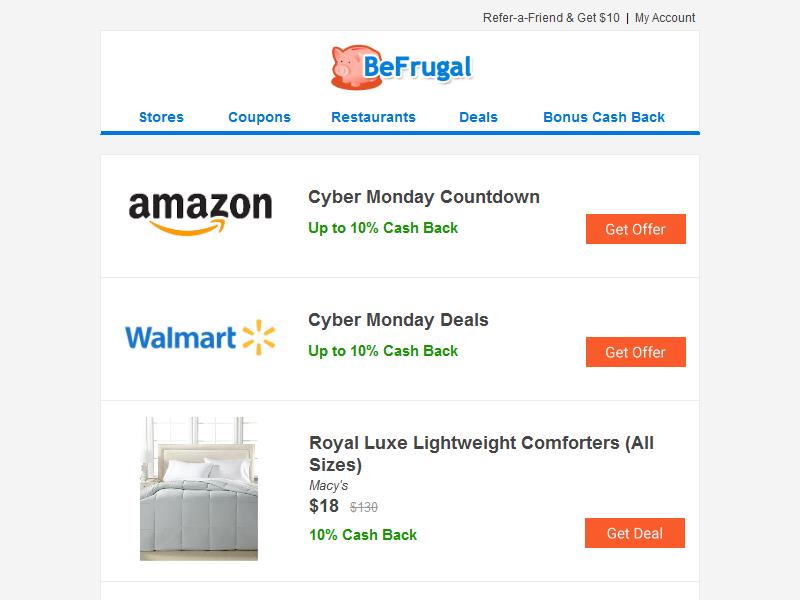 Refer-a-Friend & Get $10 | My Account
BeFrugal
Stores Coupons Restaurants Deals Bonus Cash Back
amazon
Cyber Monday Countdown
Up to 10% Cash Back
Get Offer
Walmart
Cyber Monday Deals
Up to 10% Cash Back
Get Offer
Royal Luxe Lightweight Comforters (All
Sizes)
Macy's
$18 $130
10% Cash Back
Get Deal